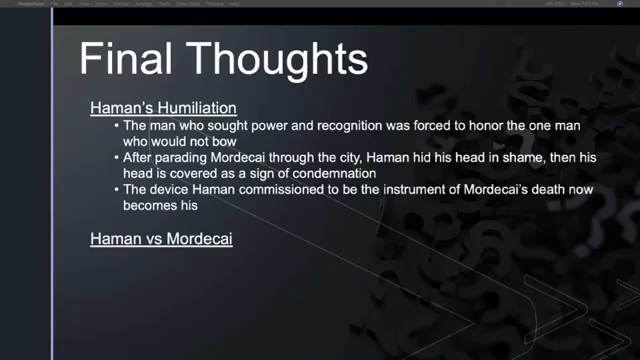 Final Thoughts
Haman's Humiliation
• The man who sought power and recognition was forced to honor the one man
who would not bow
• After parading Mordecai through the city, Haman hid his head in shame, then his
head is covered as a sign of condemnation
• The device Haman commissioned to be the instrument of Mordecai's death now
becomes his
Haman vs Mordecai